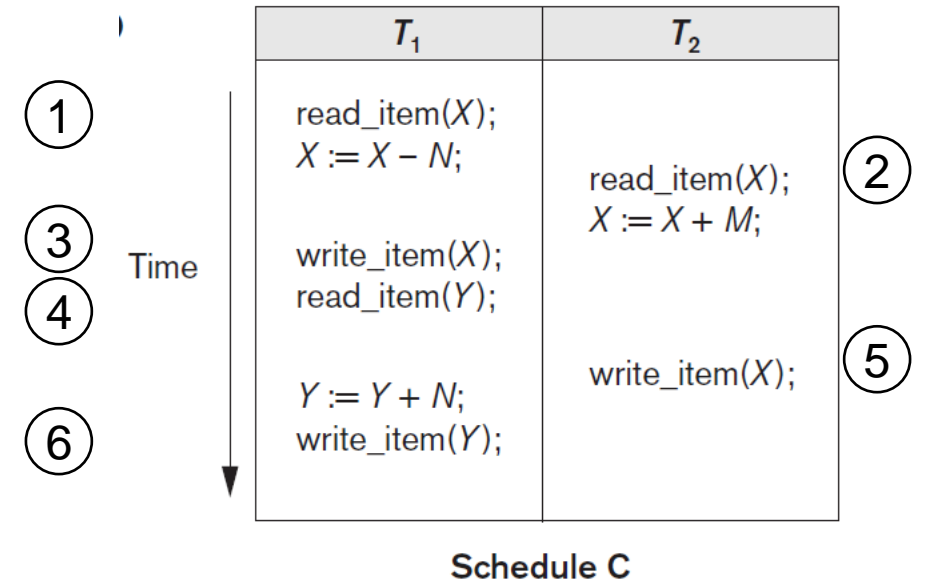 T₁ T₂
① read_item(X);
X := X – N;
read_item(X); ②
X := X + M;
③ write_item(X);
Time
④ read_item(Y);
write_item(X); ⑤
Y := Y + N;
⑥ write_item(Y);
Schedule C